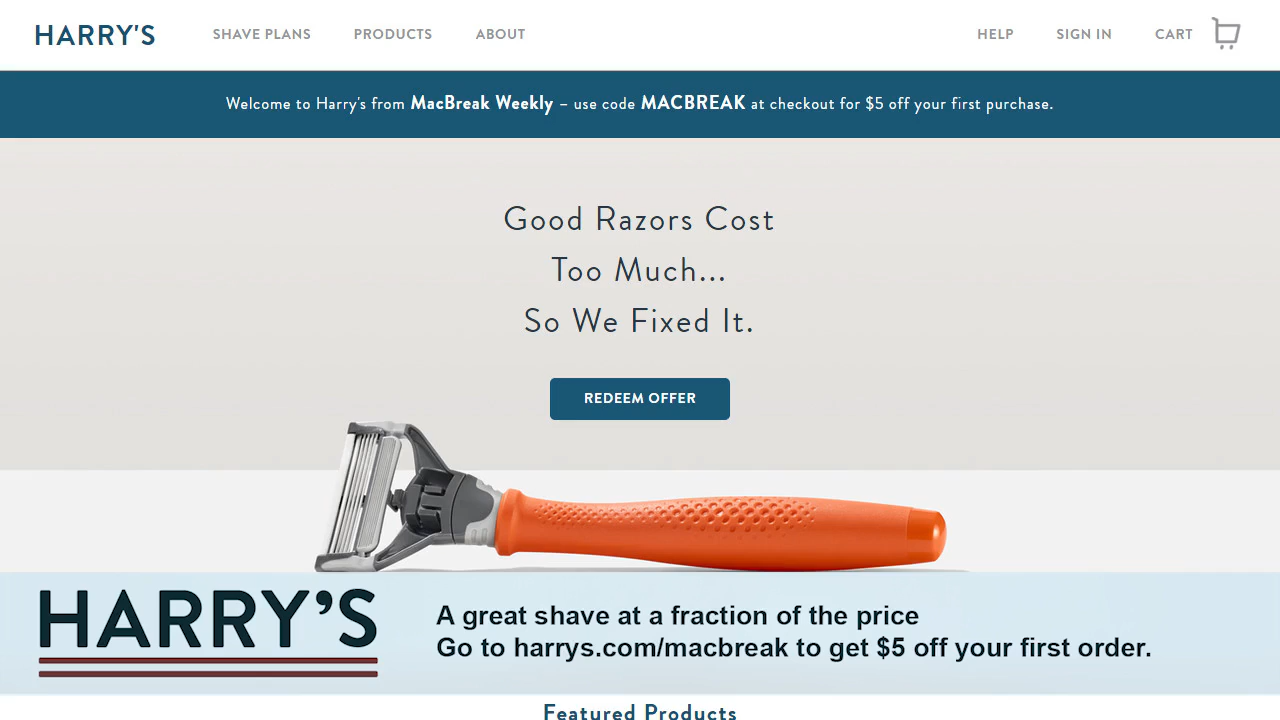 HARRY'S SHAVE PLANS PRODUCTS ABOUT HELP SIGN IN CART
Welcome to Harry's from MacBreak Weekly – use code MACBREAK at checkout for $5 off your first purchase.
Good Razors Cost
Too Much...
So We Fixed It.
REDEEM OFFER
HARRY’S
A great shave at a fraction of the price
Go to harrys.com/macbreak to get $5 off your first order.
Featured Products